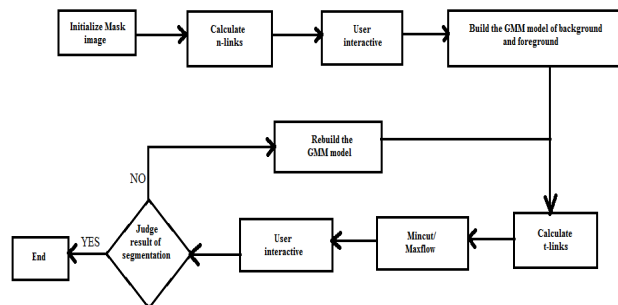 Initialize Mask
image
Calculate
n-links
User
interactive
Build the GMM model of background
and foreground
Rebuild the
GMM model
NO
Judge
result of
segmentation
YES
End
User
interactive
Mincut/
Maxflow
Calculate
t-links